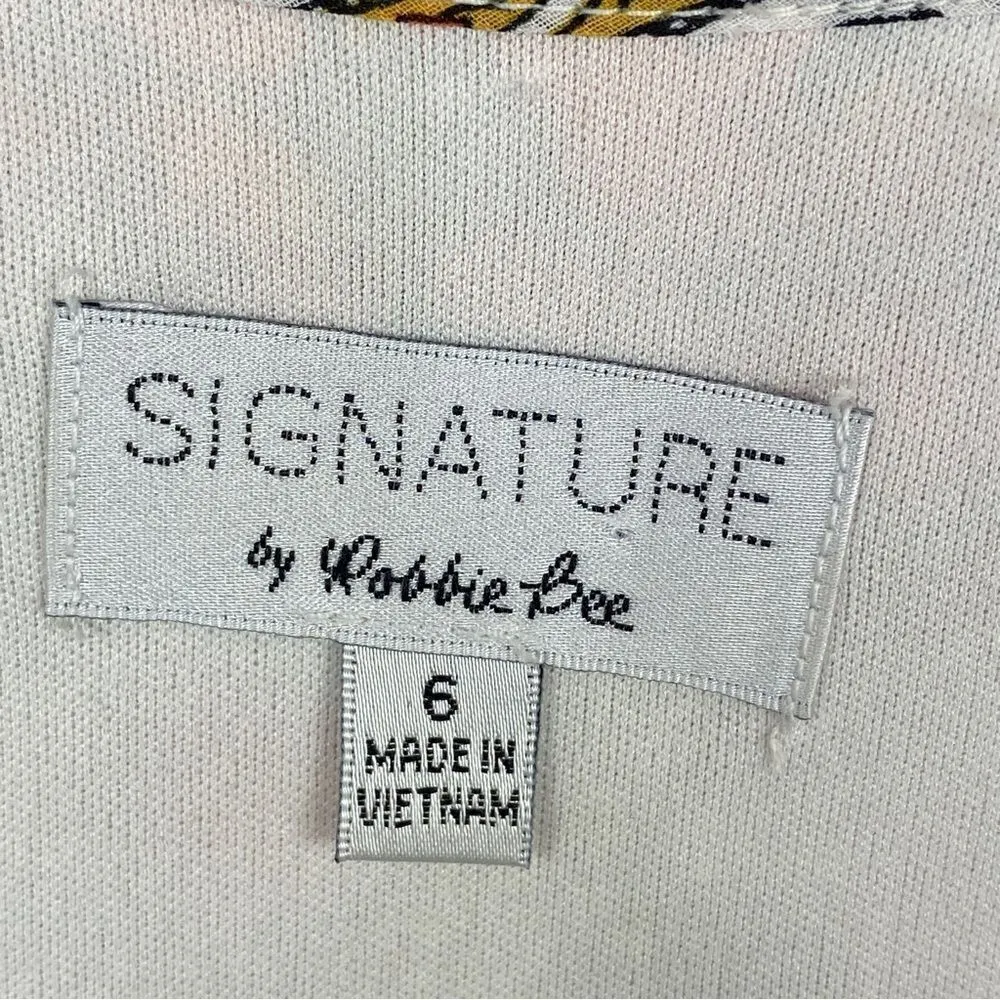 SIGNATURE
by Robbie Bee
6
MADE IN
VIETNAM